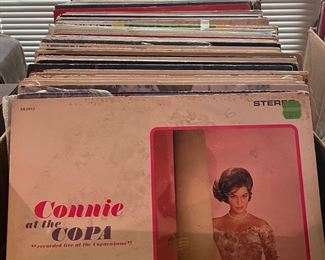 STEREO
Connie
at the
COPA
"recorded live at the Copacabana"